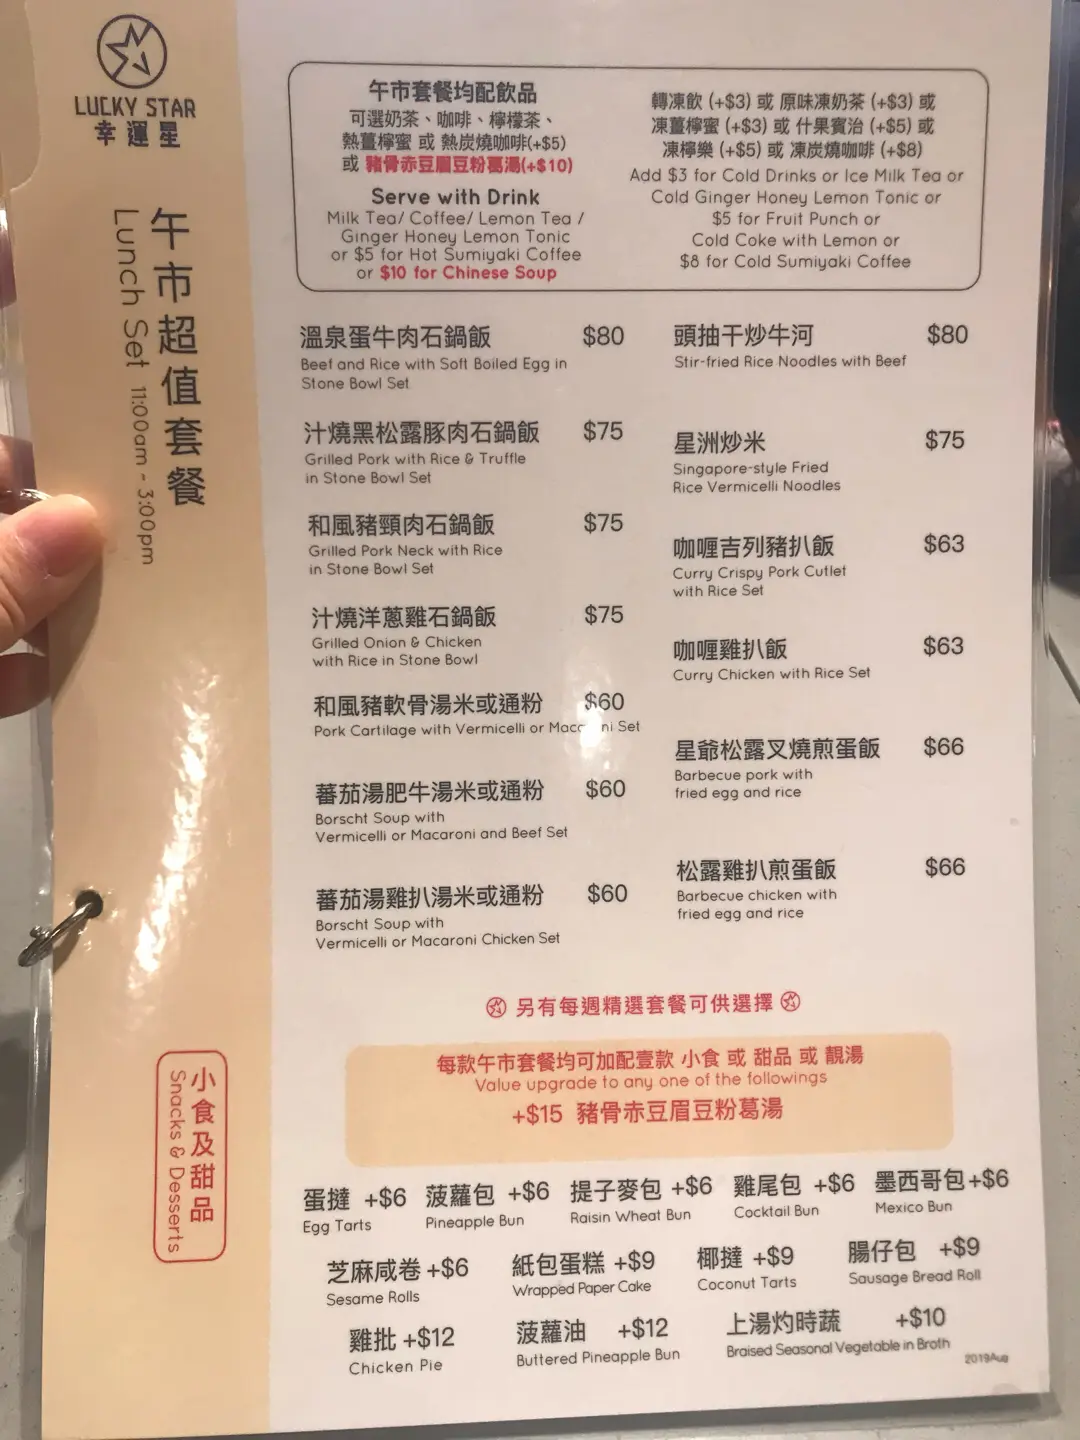 LUCKY STAR
幸運星
午市超值套餐
Lunch Set 11:00am - 3:00pm
午市套餐均配飲品
可選奶茶、咖啡、檸檬茶、
熱薑檸蜜 或 熱炭燒咖啡(+$5)
或 豬骨赤豆眉豆粉葛湯(+$10)
Serve with Drink
Milk Tea/ Coffee/ Lemon Tea /
Ginger Honey Lemon Tonic
or $5 for Hot Sumiyaki Coffee
or $10 for Chinese Soup
轉凍飲 (+$3) 或 原味凍奶茶 (+$3) 或
凍薑檸蜜 (+$3) 或 什果賓治 (+$5) 或
凍檸樂 (+$5) 或 凍炭燒咖啡 (+$8)
Add $3 for Cold Drinks or Ice Milk Tea or
Cold Ginger Honey Lemon Tonic or
$5 for Fruit Punch or
Cold Coke with Lemon or
$8 for Cold Sumiyaki Coffee
溫泉蛋牛肉石鍋飯 $80
Beef and Rice with Soft Boiled Egg in
Stone Bowl Set
汁燒黑松露豚肉石鍋飯 $75
Grilled Pork with Rice & Truffle
in Stone Bowl Set
和風豬頸肉石鍋飯 $75
Grilled Pork Neck with Rice
in Stone Bowl Set
汁燒洋蔥雞石鍋飯 $75
Grilled Onion & Chicken
with Rice in Stone Bowl
和風豬軟骨湯米或通粉 $60
Pork Cartilage with Vermicelli or Macaroni Set
蕃茄湯肥牛湯米或通粉 $60
Borscht Soup with
Vermicelli or Macaroni and Beef Set
蕃茄湯雞扒湯米或通粉 $60
Borscht Soup with
Vermicelli or Macaroni Chicken Set
頭抽干炒牛河 $80
Stir-fried Rice Noodles with Beef
星洲炒米 $75
Singapore-style Fried
Rice Vermicelli Noodles
咖喱吉列豬扒飯 $63
Curry Crispy Pork Cutlet
with Rice Set
咖喱雞扒飯 $63
Curry Chicken with Rice Set
星爺松露叉燒煎蛋飯 $66
Barbecue pork with
fried egg and rice
松露雞扒煎蛋飯 $66
Barbecue chicken with
fried egg and rice
另有每週精選套餐可供選擇
每款午市套餐均可加配壹款 小食 或 甜品 或 靚湯
Value upgrade to any one of the followings
+$15 豬骨赤豆眉豆粉葛湯
小食及甜品
Snacks & Desserts
蛋撻 +$6 菠蘿包 +$6 提子麥包 +$6 雞尾包 +$6 墨西哥包 +$6
Egg Tarts Pineapple Bun Raisin Wheat Bun Cocktail Bun Mexico Bun
芝麻咸卷 +$6 紙包蛋糕 +$9 椰撻 +$9 腸仔包 +$9
Sesame Rolls Wrapped Paper Cake Coconut Tarts Sausage Bread Roll
雞批 +$12 菠蘿油 +$12 上湯灼時蔬 +$10
Chicken Pie Buttered Pineapple Bun Braised Seasonal Vegetable in Broth
2019Aug